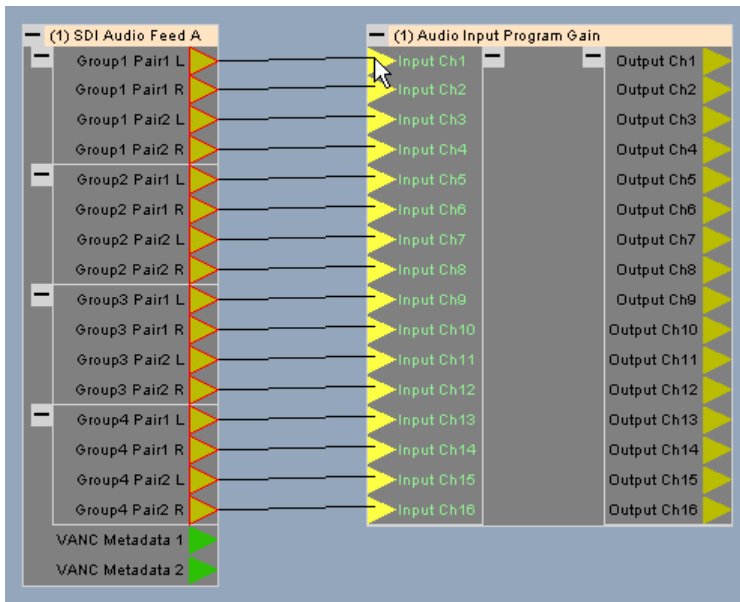 (1) SDI Audio Feed A
Group1 Pair1 L
Group1 Pair1 R
Group1 Pair2 L
Group1 Pair2 R
Group2 Pair1 L
Group2 Pair1 R
Group2 Pair2 L
Group2 Pair2 R
Group3 Pair1 L
Group3 Pair1 R
Group3 Pair2 L
Group3 Pair2 R
Group4 Pair1 L
Group4 Pair1 R
Group4 Pair2 L
Group4 Pair2 R
VANC Metadata 1
VANC Metadata 2
(1) Audio Input Program Gain
Input Ch1
Input Ch2
Input Ch3
Input Ch4
Input Ch5
Input Ch6
Input Ch7
Input Ch8
Input Ch9
Input Ch10
Input Ch11
Input Ch12
Input Ch13
Input Ch14
Input Ch15
Input Ch16
Output Ch1
Output Ch2
Output Ch3
Output Ch4
Output Ch5
Output Ch6
Output Ch7
Output Ch8
Output Ch9
Output Ch10
Output Ch11
Output Ch12
Output Ch13
Output Ch14
Output Ch15
Output Ch16